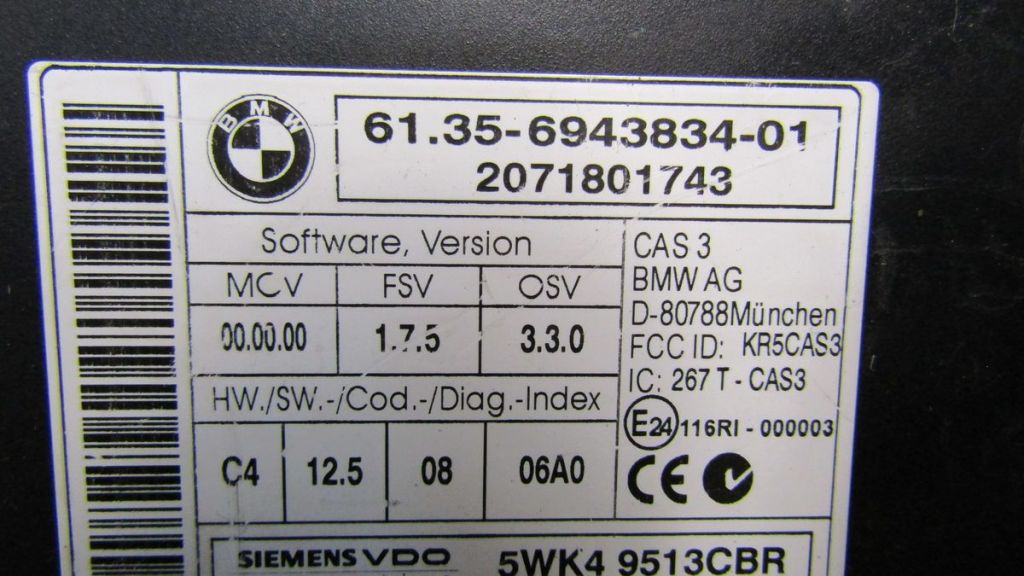 BMW
61.35-6943834-01
2071801743
Software, Version
MCV FSV OSV
00.00.00 1.7.5 3.3.0
HW./SW.-/Cod.-/Diag.-Index
C4 12.5 08 06A0
CAS 3
BMW AG
D-80788München
FCC ID: KR5CAS3
IC: 267 T - CAS3
E24 116RI - 000003
CE
SIEMENS VDO 5WK4 9513CBR